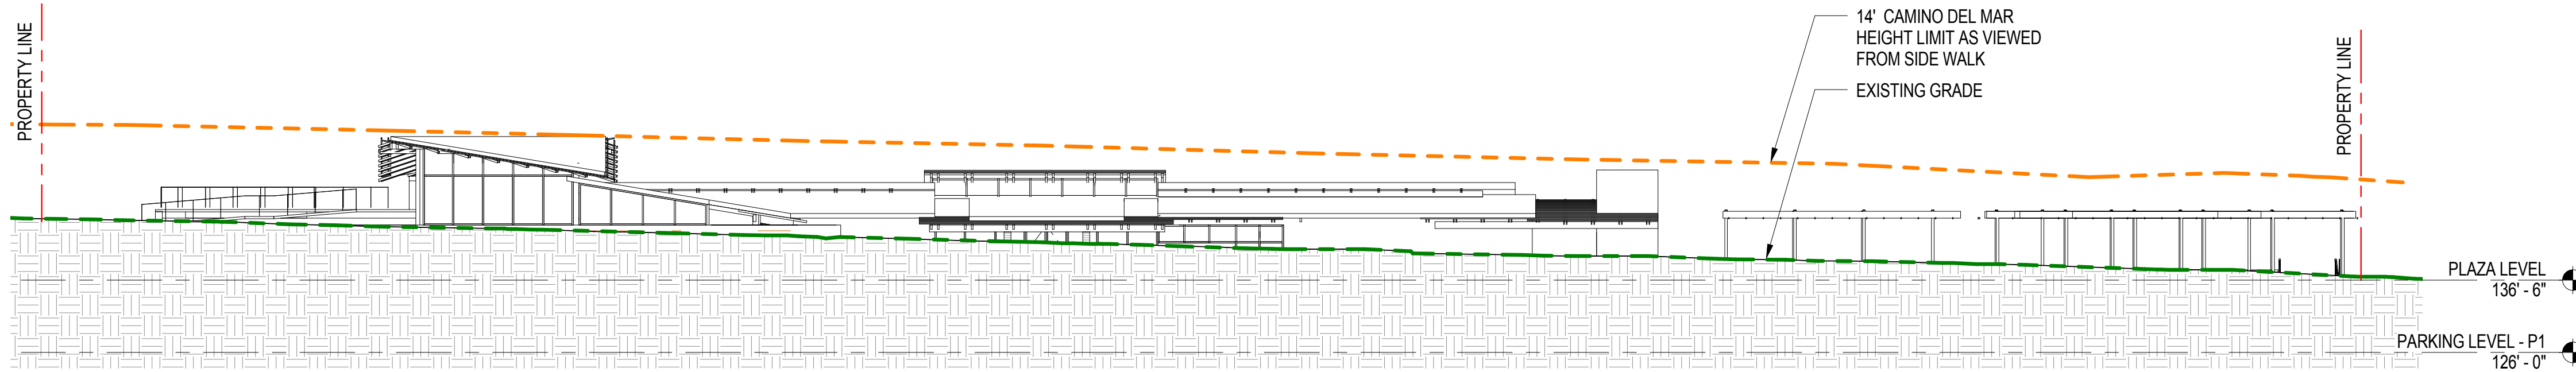 PROPERTY LINE
14' CAMINO DEL MAR
HEIGHT LIMIT AS VIEWED
FROM SIDE WALK
EXISTING GRADE
PROPERTY LINE
PLAZA LEVEL
136' - 6"
PARKING LEVEL - P1
126' - 0"